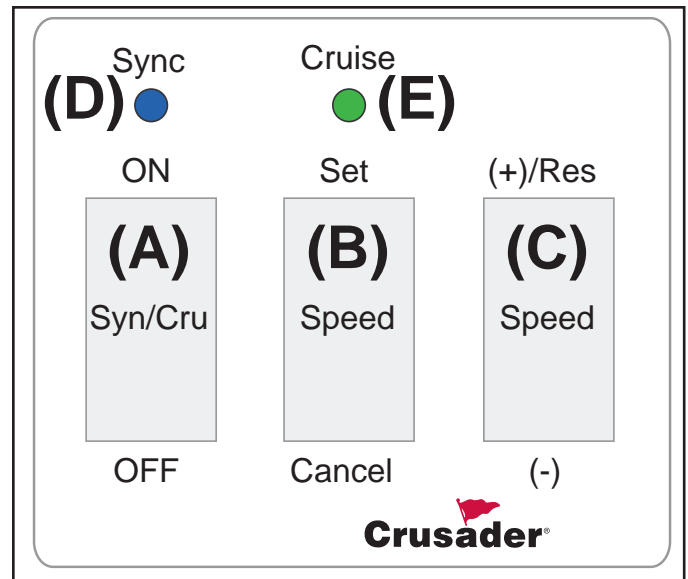 Sync Cruise
(D) (E)
ON Set (+)/Res
(A) (B) (C)
Syn/Cru Speed Speed
OFF Cancel (-)
Crusader®